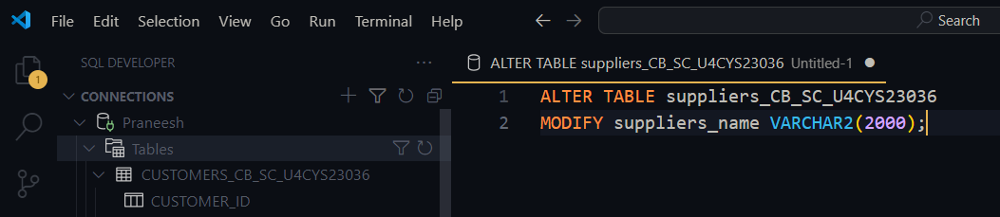 File Edit Selection View Go Run Terminal Help Search
1
SQL DEVELOPER
CONNECTIONS
Praneesh
Tables
CUSTOMERS_CB_SC_U4CYS23036
CUSTOMER_ID
ALTER TABLE suppliers_CB_SC_U4CYS23036 Untitled-1
1 ALTER TABLE suppliers_CB_SC_U4CYS23036
2 MODIFY suppliers_name VARCHAR2(2000);